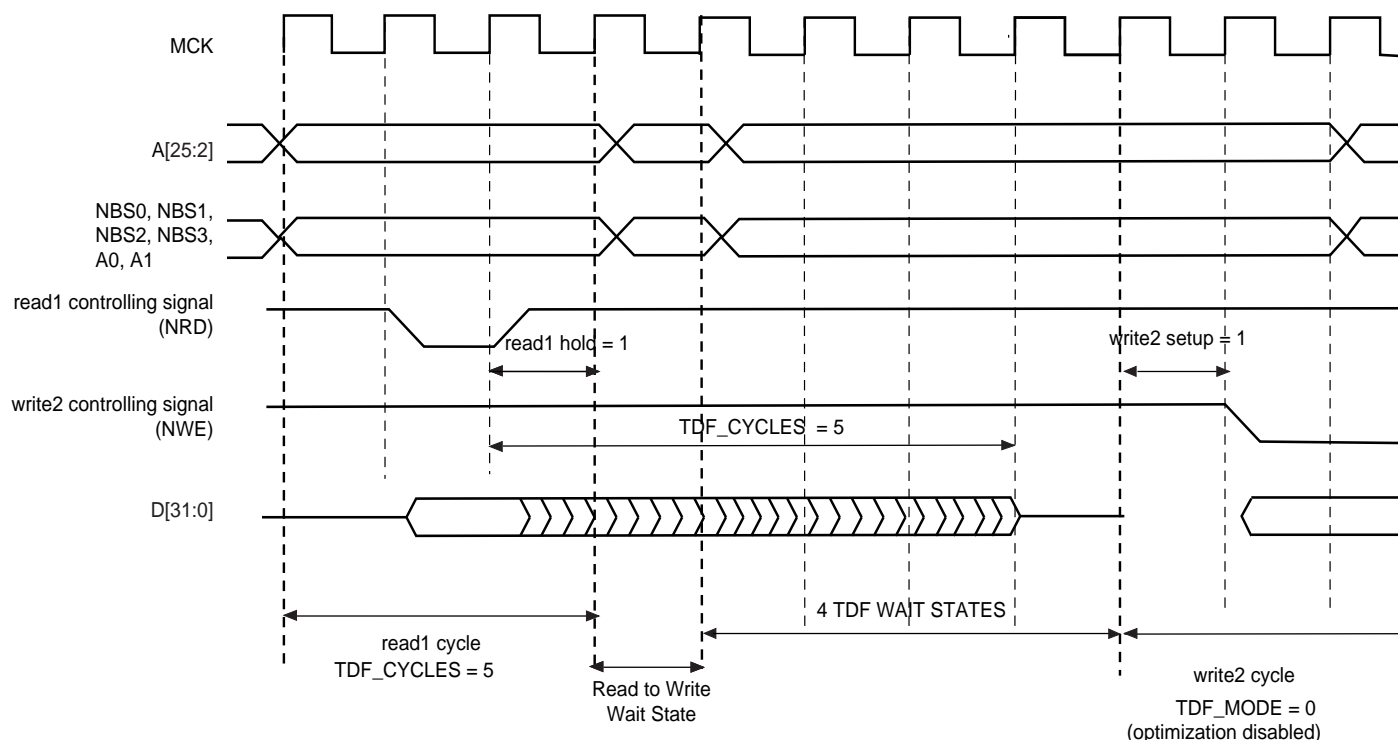 MCK
A[25:2]
NBS0, NBS1,
NBS2, NBS3,
A0, A1
read1 controlling signal
(NRD)
read1 hold = 1
write2 setup = 1
write2 controlling signal
(NWE)
TDF_CYCLES = 5
D[31:0]
4 TDF WAIT STATES
read1 cycle
TDF_CYCLES = 5
Read to Write
Wait State
write2 cycle
TDF_MODE = 0
(optimization disabled)